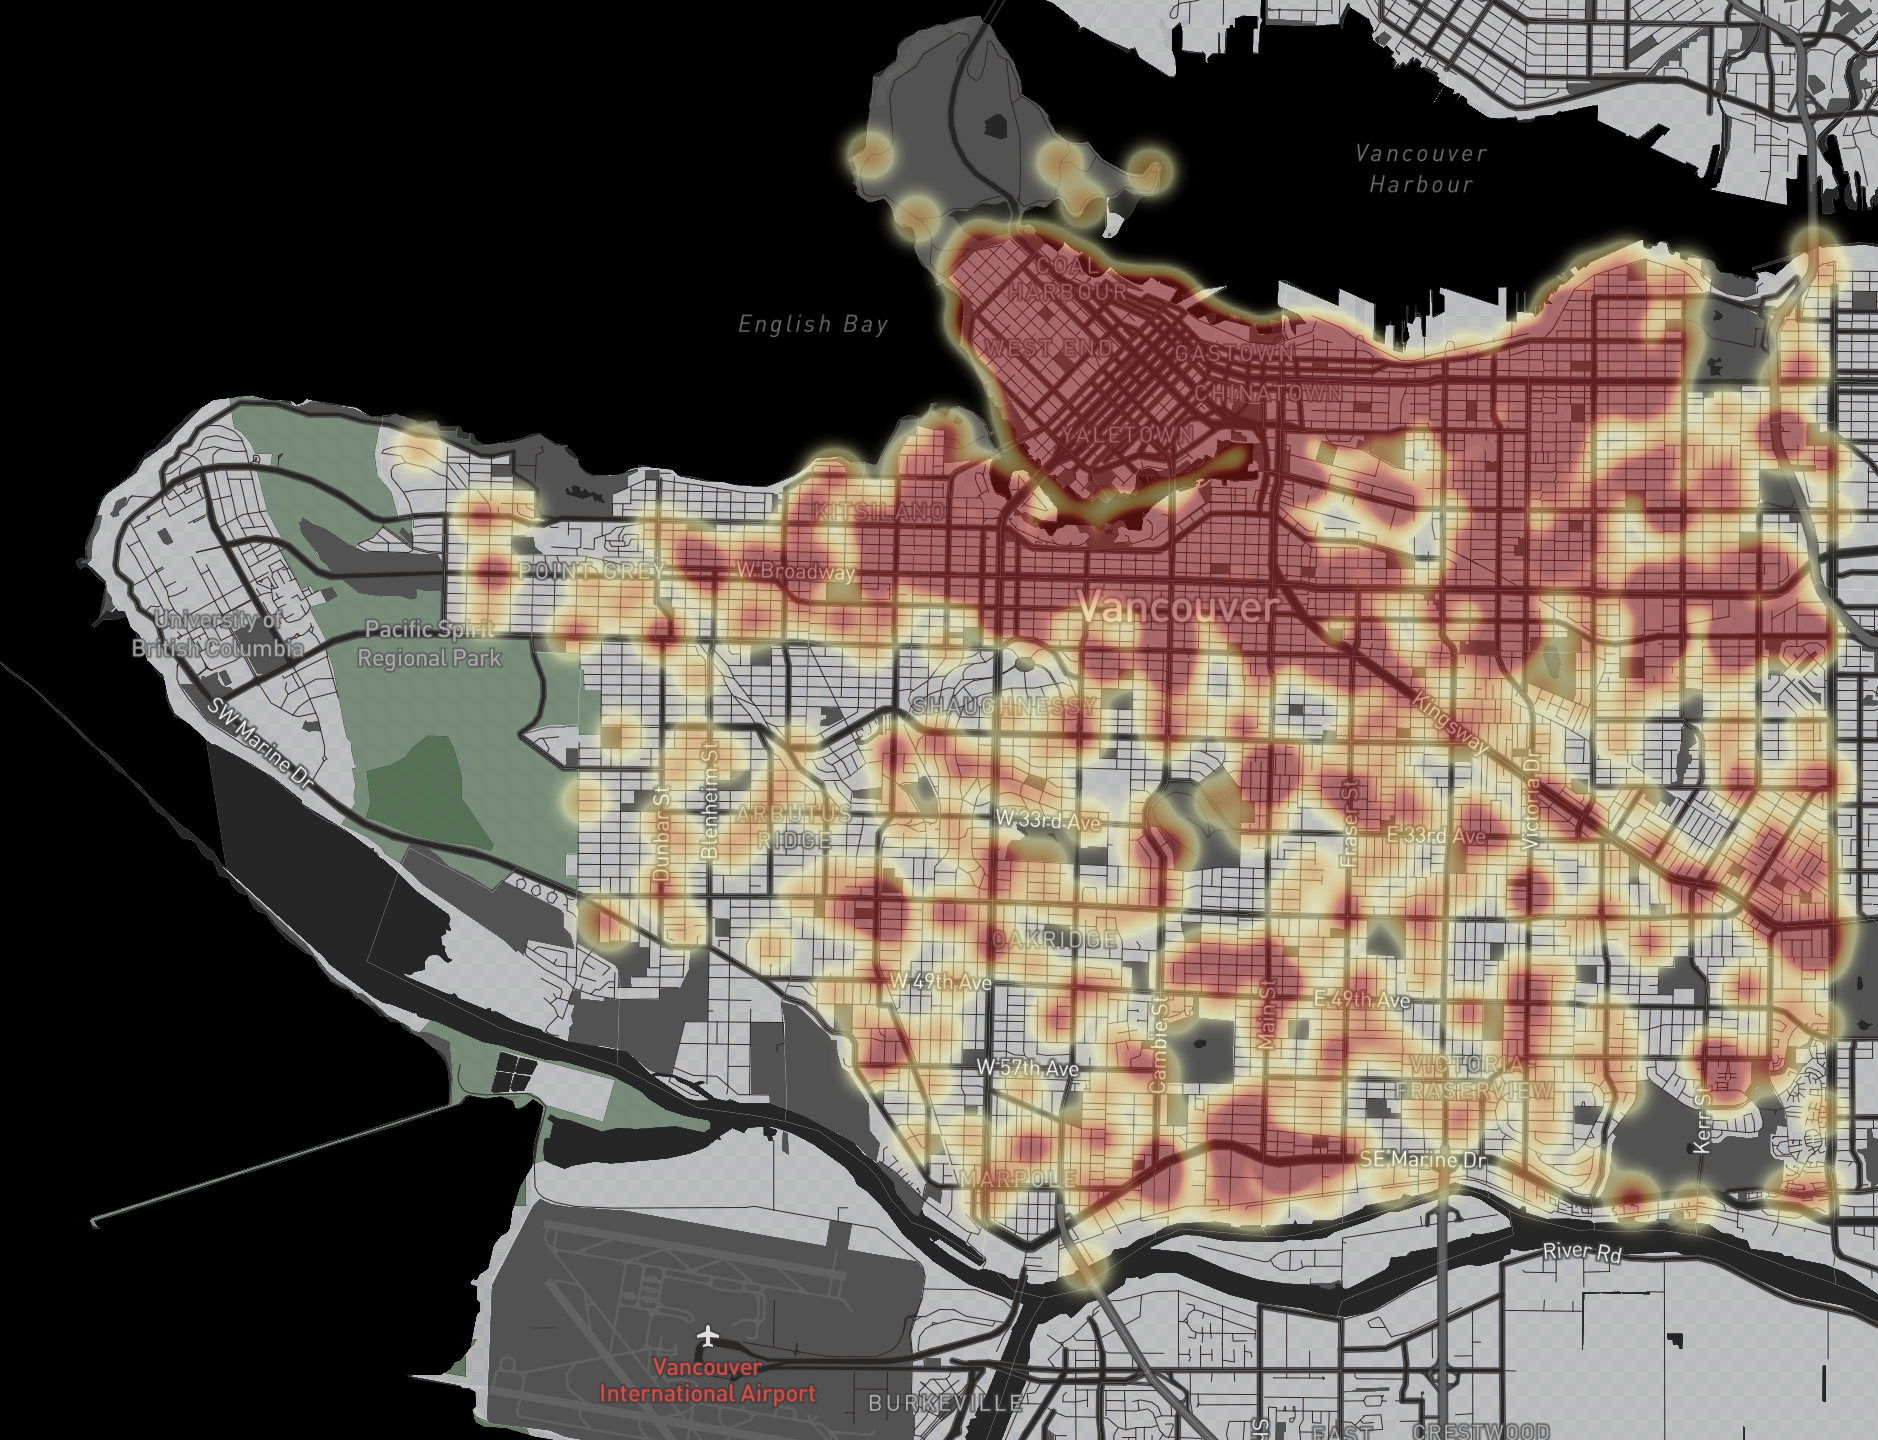 Vancouver
Harbour
COAL
HARBOUR
English Bay
WEST END
GASTOWN
CHINATOWN
YALETOWN
KITSILANO
POINT GREY
W Broadway
Vancouver
University of
British Columbia
Pacific Spirit
Regional Park
SHAUGHNESSY
Kingsway
SW Marine Dr
Blenheim St
Dunbar St
ARBUTUS
RIDGE
W 33rd Ave
Fraser St
E 33rd Ave
Victoria Dr
OAKRIDGE
W 49th Ave
Cambie St
Main St
E 49th Ave
W 57th Ave
VICTORIA-
FRASERVIEW
Kerr St
SE Marine Dr
MARPOLE
River Rd
Vancouver
International Airport
BURKEVILLE
EAST
CRESTWOOD